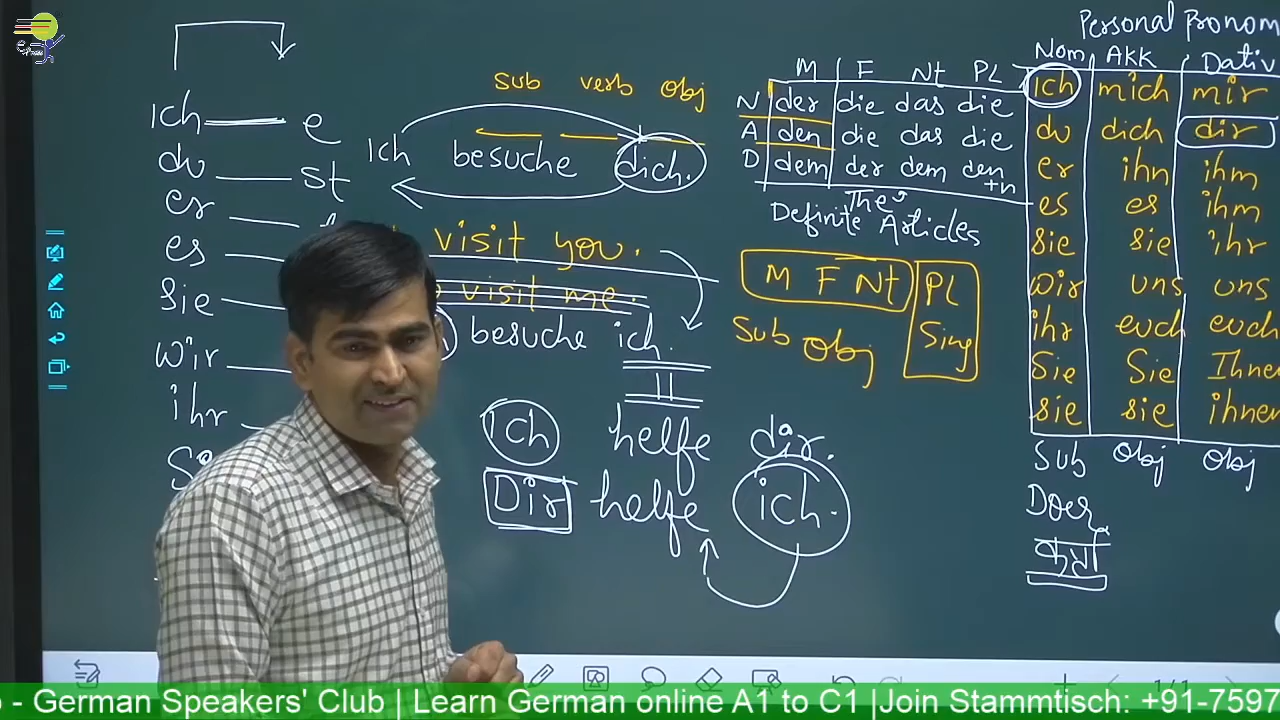 Personal Pronom
Nom AKK Dativ
ich mich mir
du dich dir
er ihn ihm
es es ihm
sie sie ihr
wir uns uns
ihr euch euch
Sie Sie Ihnen
sie sie ihnen
Sub Obj Obj
Doer
कर्ता
M F Nt PL
N der die das die
A den die das die
D dem der dem den
+n
The
Definite Articles
M F Nt PL
Sub Obj Sing
sub verb obj
Ich besuche dich.
visit you.
visit me.
besuche ich.
Ich helfe dir.
Dir helfe ich.
ich e
du st
er
es
sie
wir
ihr
- German Speakers' Club | Learn German online A1 to C1 |Join Stammtisch: +91-7597